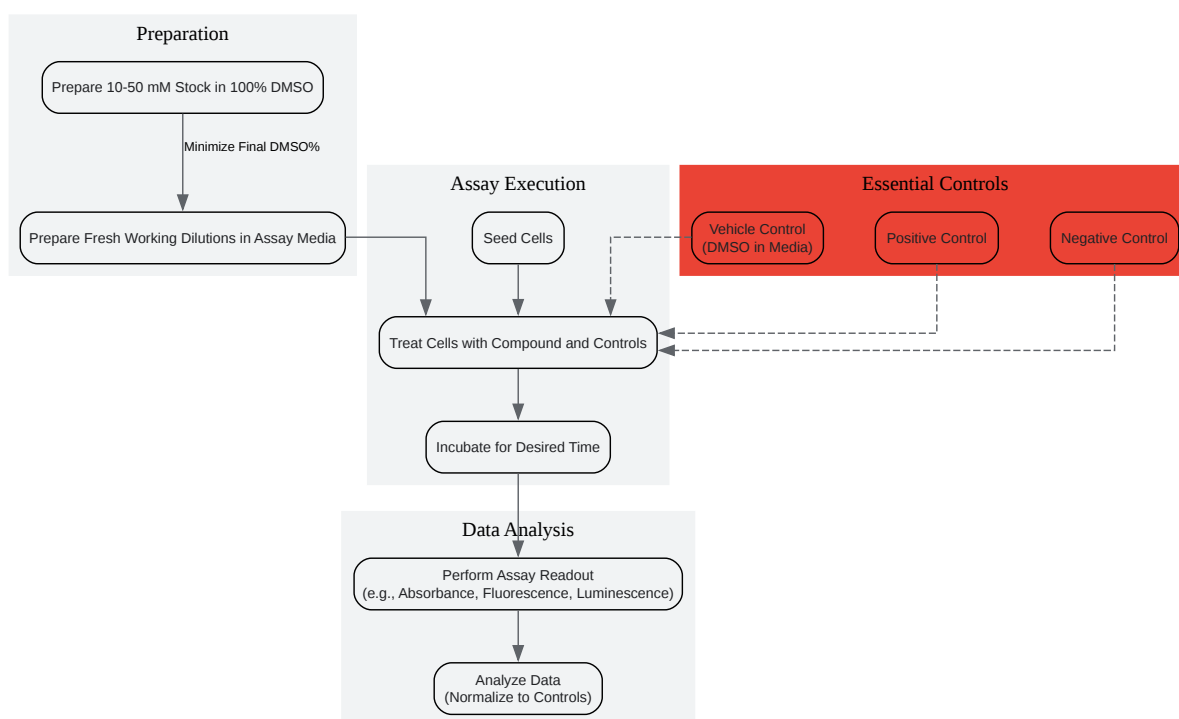 Preparation
Prepare 10-50 mM Stock in 100% DMSO
Minimize Final DMSO%
Prepare Fresh Working Dilutions in Assay Media
Assay Execution
Seed Cells
Essential Controls
Vehicle Control
(DMSO in Media)
Positive Control
Negative Control
Treat Cells with Compound and Controls
Incubate for Desired Time
Data Analysis
Perform Assay Readout
(e.g., Absorbance, Fluorescence, Luminescence)
Analyze Data
(Normalize to Controls)